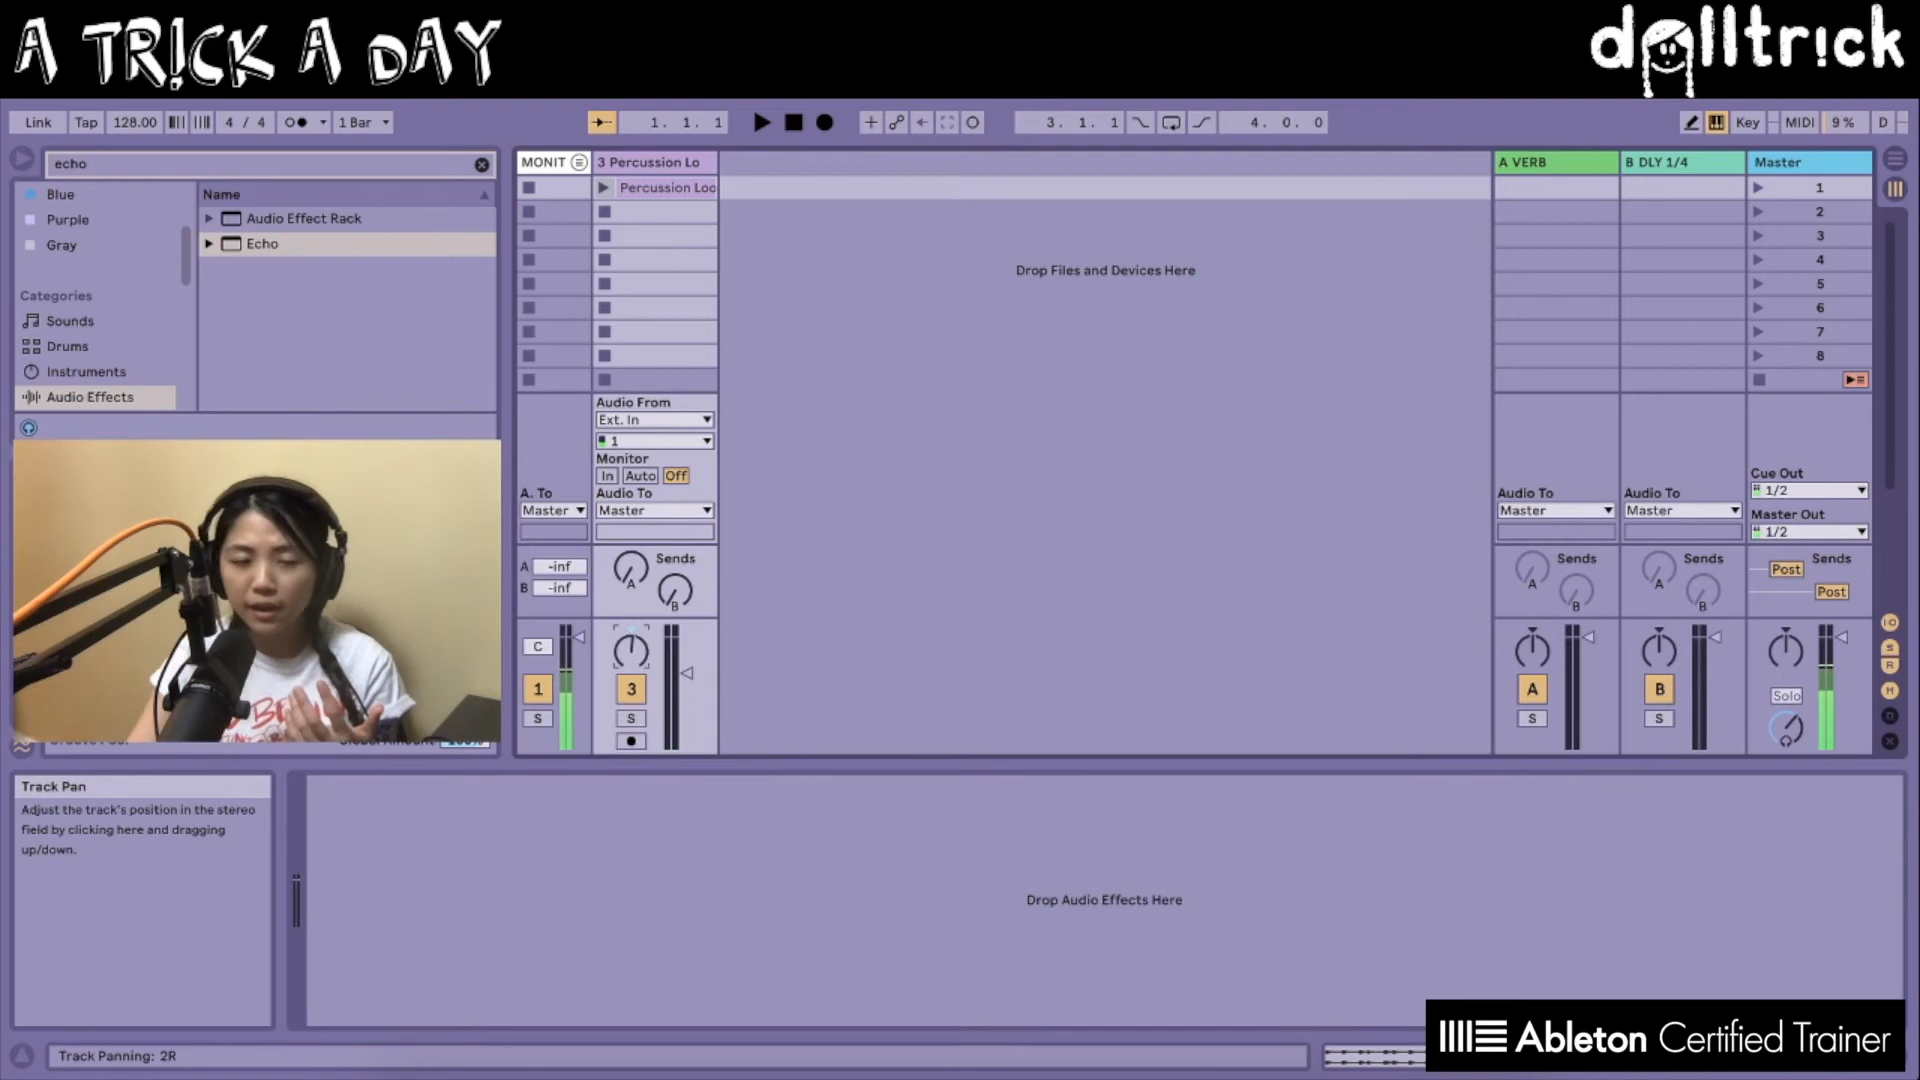 A TR!CK A DAY
dolltr!ck
Link Tap 128.00 4 / 4 1 Bar 1. 1. 1 3. 1. 1 4. 0. 0 Key MIDI 9 % D
echo
Blue
Purple
Gray
Categories
Sounds
Drums
Instruments
Audio Effects
Name
Audio Effect Rack
Echo
MONIT
3 Percussion Lo
Percussion Loo
Drop Files and Devices Here
A VERB
B DLY 1/4
Master
1
2
3
4
5
6
7
8
Audio From
Ext. In
1
Monitor
In Auto Off
A. To
Master
Audio To
Master
Audio To
Master
Audio To
Master
Cue Out
1/2
Master Out
1/2
A -inf
B -inf
Sends
A
B
Sends
A
B
Sends
A
B
Sends
Post
Post
C
1
S
3
S
A
S
B
S
Solo
S
R
M
D
Global Amount
Track Pan
Adjust the track's position in the stereo
field by clicking here and dragging
up/down.
Drop Audio Effects Here
Track Panning: 2R
Ableton Certified Trainer